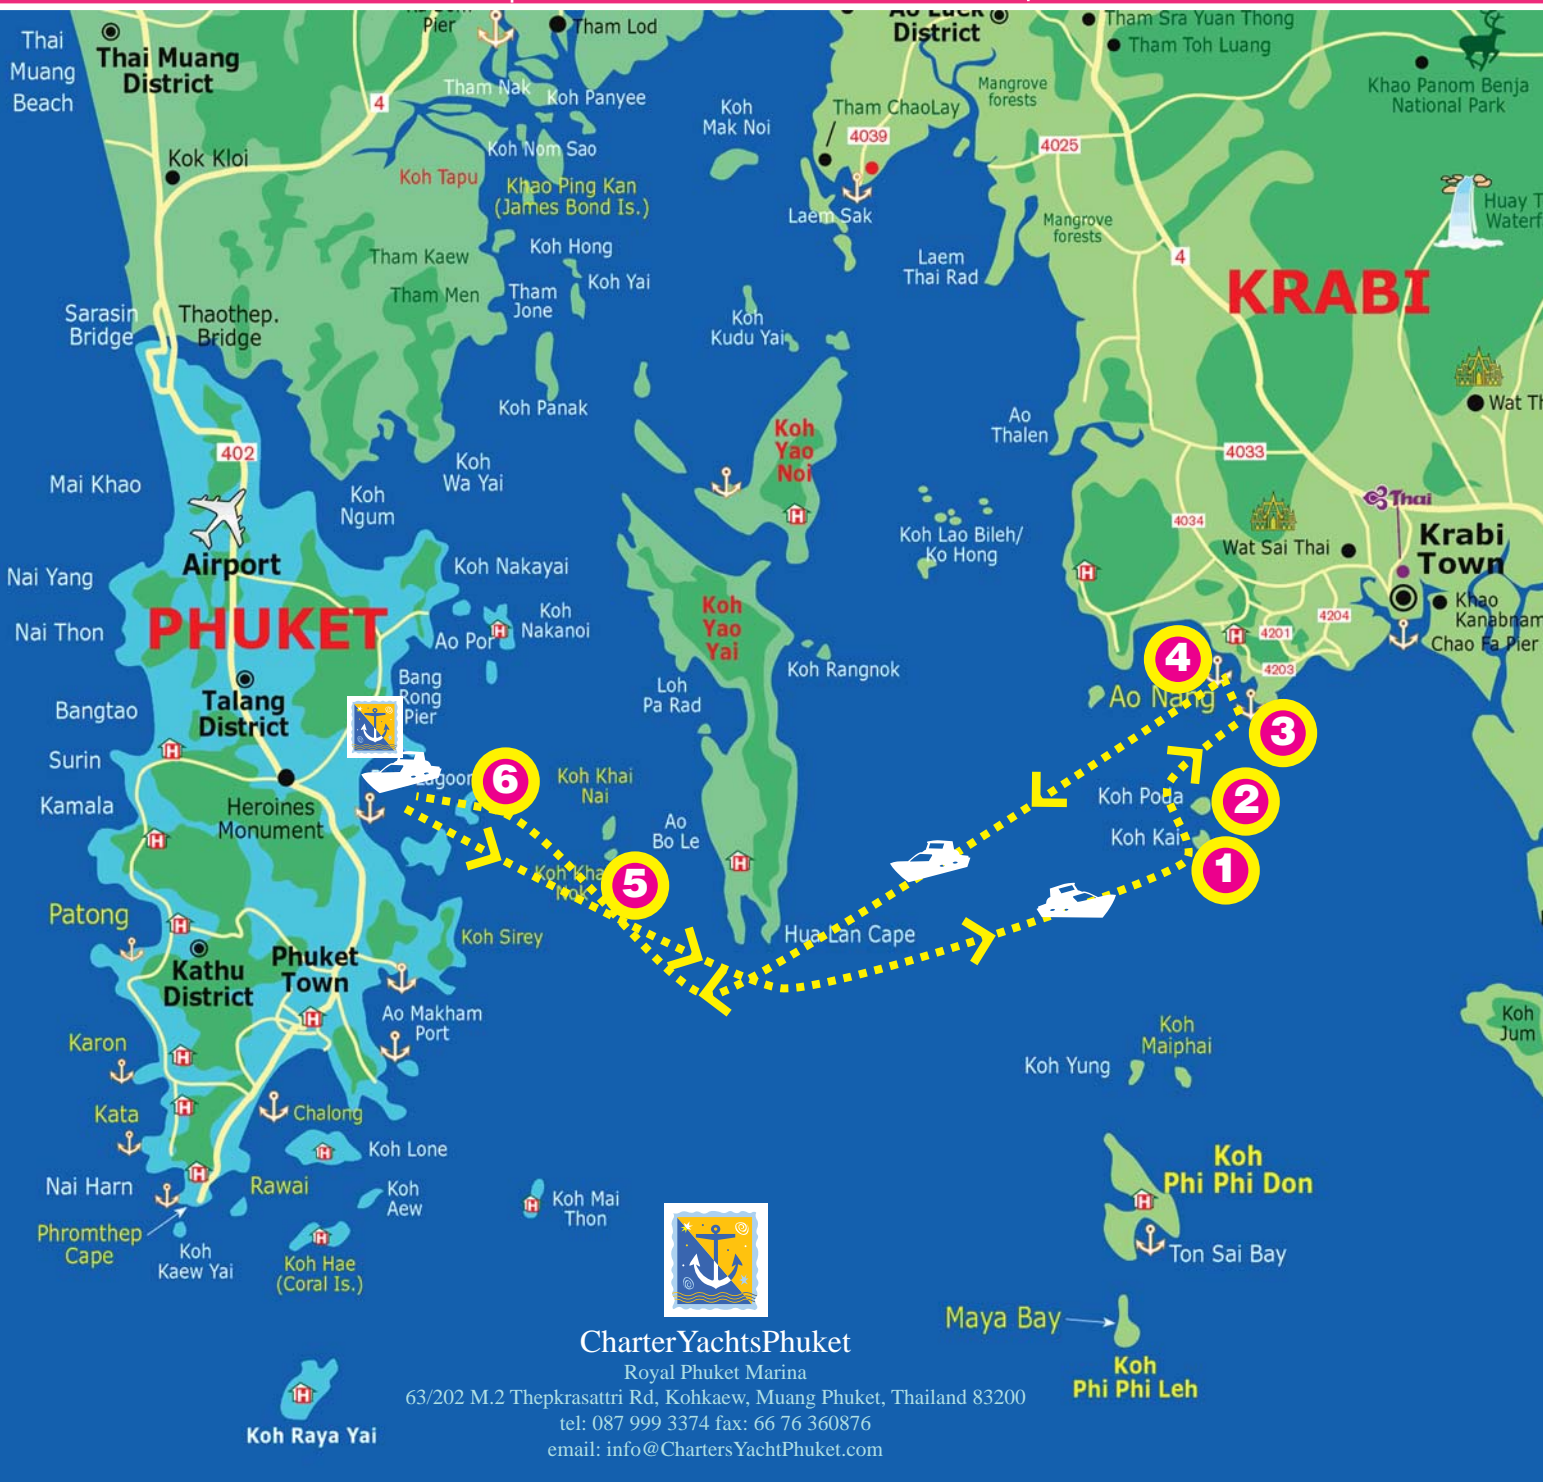 Pier
Tham Lod
District
Tham Sra Yuan Thong
Tham Toh Luang
Thai
Muang
Beach
Thai Muang
District
Khao Panom Benja
National Park
4
Tham Nak
Koh Panyee
Koh
Mak Noi
Mangrove
forests
Tham ChaoLay
4039
4025
Kok Kloi
Koh Nom Sao
Koh Tapu
Khao Ping Kan
(James Bond Is.)
Laem Sak
Mangrove
forests
Huay T
Waterf
Tham Kaew
Koh Hong
Koh Yai
Laem
Thai Rad
4
KRABI
Tham Men
Tham
Jone
Sarasin
Bridge
Thaothep.
Bridge
Koh
Kudu Yai
Koh Panak
Wat Th
Ao
Thalen
Koh
Yao
Noi
402
4033
Mai Khao
Koh
Wa Yai
Koh
Ngum
Thai
4034
Koh Lao Bileh/
Ko Hong
Wat Sai Thai
Krabi
Town
Airport
Koh Nakayai
Nai Yang
Koh
Yao
Yai
Khao
Kanabnam
Chao Fa Pier
PHUKET
Nai Thon
Koh
Nakanoi
Ao Por
4204
4201
4203
4
Koh Rangnok
Bang
Rong
Pier
Loh
Pa Rad
Ao Nang
Talang
District
Bangtao
3
Surin
6
Lagoon
Koh Khai
Nai
Koh Poda
2
Kamala
Heroines
Monument
Ao
Bo Le
Koh Kai
1
Koh Kha
Nok
5
Patong
Koh Sirey
Hua Lan Cape
Kathu
District
Phuket
Town
Ao Makham
Port
Koh
Jum
Karon
Koh
Maiphai
Koh Yung
Kata
Chalong
Koh Lone
Koh
Phi Phi Don
Nai Harn
Rawai
Koh
Aew
Koh Mai
Thon
Phromthep
Cape
Koh
Kaew Yai
Koh Hae
(Coral Is.)
Ton Sai Bay
Maya Bay
CharterYachtsPhuket
Royal Phuket Marina
Koh
Phi Phi Leh
63/202 M.2 Thepkrasattri Rd, Kohkaew, Muang Phuket, Thailand 83200
tel: 087 999 3374 fax: 66 76 360876
Koh Raya Yai
email: info@ChartersYachtPhuket.com